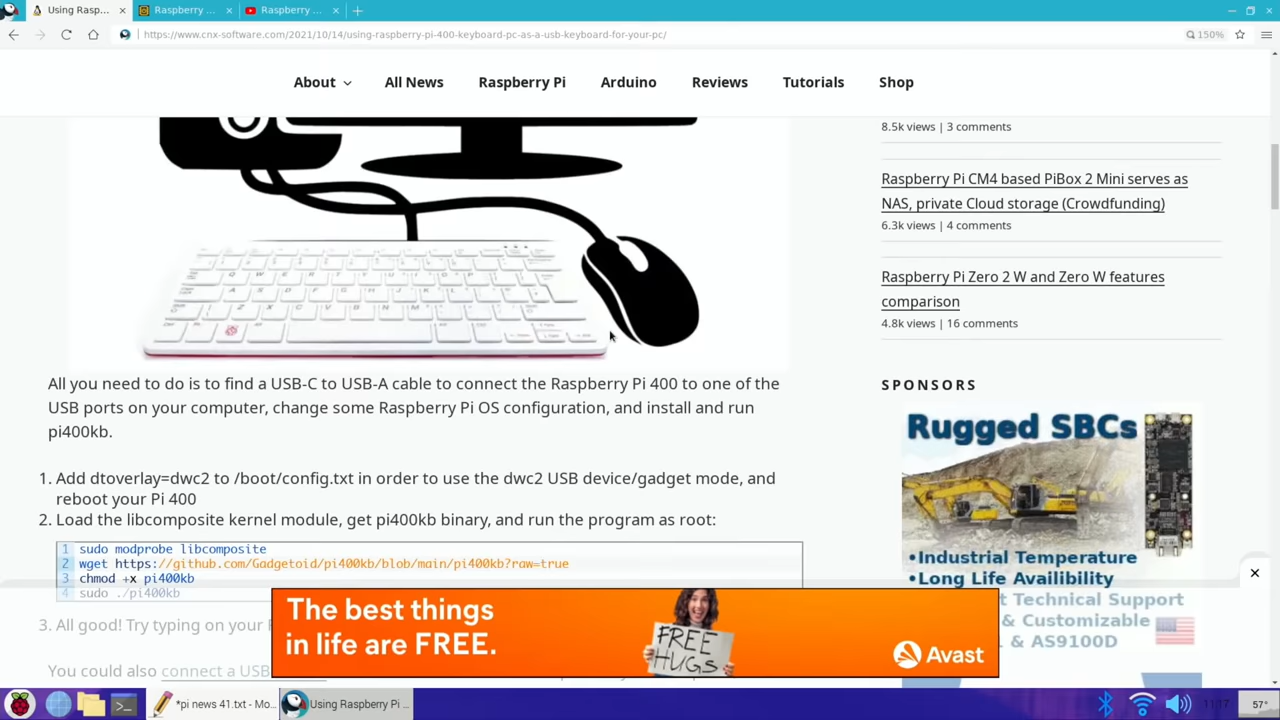 Using Rasp...
Raspberry ...
Raspberry ...
https://www.cnx-software.com/2021/10/14/using-raspberry-pi-400-keyboard-pc-as-a-usb-keyboard-for-your-pc/
150%
About
All News
Raspberry Pi
Arduino
Reviews
Tutorials
Shop
8.5k views | 3 comments
Raspberry Pi CM4 based PiBox 2 Mini serves as
NAS, private Cloud storage (Crowdfunding)
6.3k views | 4 comments
Raspberry Pi Zero 2 W and Zero W features
comparison
4.8k views | 16 comments
All you need to do is to find a USB-C to USB-A cable to connect the Raspberry Pi 400 to one of the
USB ports on your computer, change some Raspberry Pi OS configuration, and install and run
pi400kb.
1. Add dtoverlay=dwc2 to /boot/config.txt in order to use the dwc2 USB device/gadget mode, and
reboot your Pi 400
2. Load the libcomposite kernel module, get pi400kb binary, and run the program as root:
1 sudo modprobe libcomposite
2 wget https://github.com/Gadgetoid/pi400kb/blob/main/pi400kb?raw=true
3 chmod +x pi400kb
4 sudo ./pi400kb
3. All good! Try typing on your
You could also connect a USB
SPONSORS
Rugged SBCs
•Industrial Temperature
•Long Life Availibility
t Technical Support
& Customizable
& AS9100D
The best things
in life are FREE.
FREE
HUGS
Avast
*pi news 41.txt - Mo...
Using Raspberry Pi ...
11:17
57°